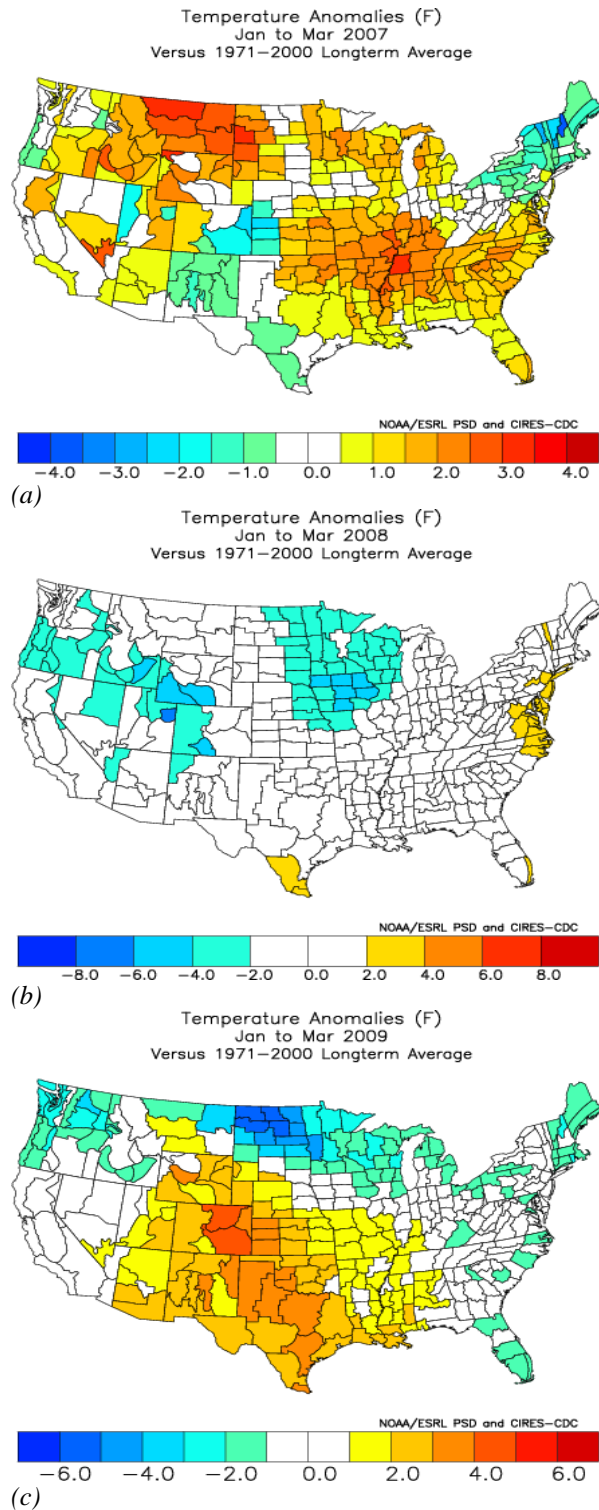 Temperature Anomalies (F)
Jan to Mar 2007
Versus 1971−2000 Longterm Average
NOAA/ESRL PSD and CIRES−CDC
−4.0 −3.0 −2.0 −1.0 0.0 1.0 2.0 3.0 4.0
(a)
Temperature Anomalies (F)
Jan to Mar 2008
Versus 1971−2000 Longterm Average
NOAA/ESRL PSD and CIRES−CDC
−8.0 −6.0 −4.0 −2.0 0.0 2.0 4.0 6.0 8.0
(b)
Temperature Anomalies (F)
Jan to Mar 2009
Versus 1971−2000 Longterm Average
NOAA/ESRL PSD and CIRES−CDC
−6.0 −4.0 −2.0 0.0 2.0 4.0 6.0
(c)